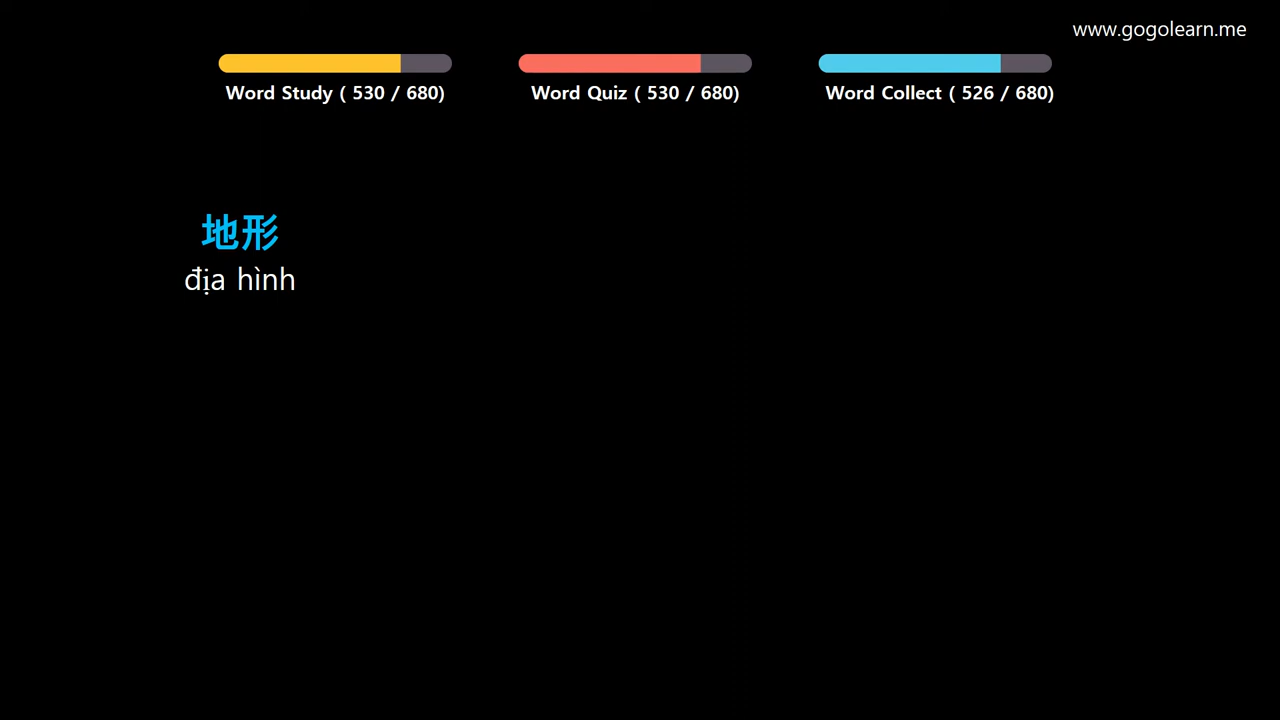 www.gogolearn.me
Word Study ( 530 / 680)
Word Quiz ( 530 / 680)
Word Collect ( 526 / 680)
地形
địa hình